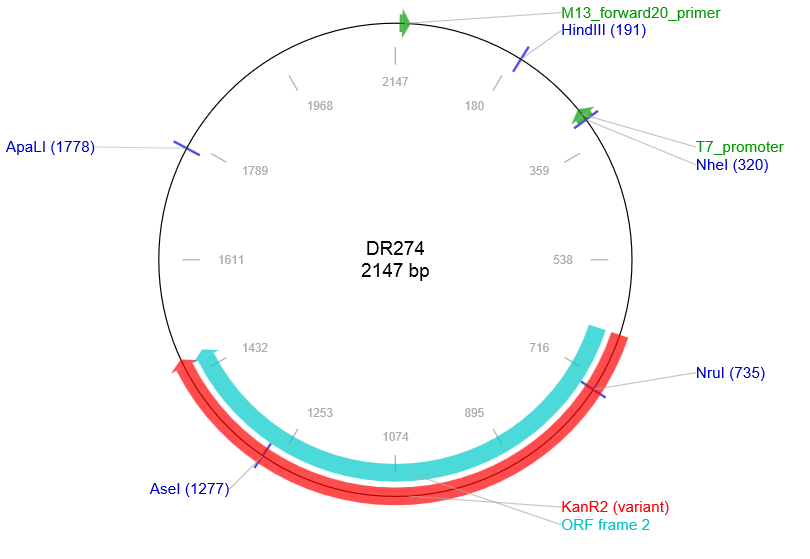 M13_forward20_primer
HindIII (191)
2147
1968
180
ApaLI (1778)
T7_promoter
NheI (320)
1789
359
DR274
2147 bp
1611
538
1432
716
NruI (735)
1253
895
1074
AseI (1277)
KanR2 (variant)
ORF frame 2